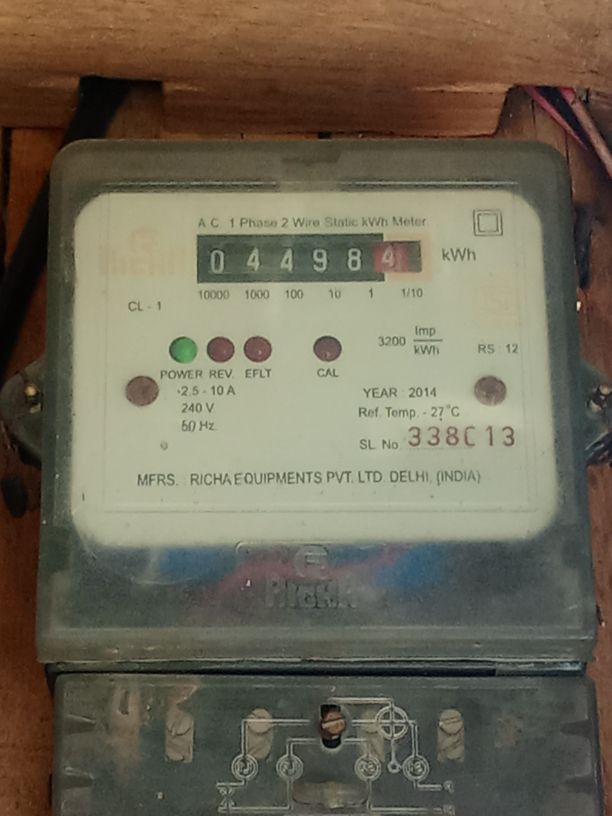 A.C. 1 Phase 2 Wire Static kWh Meter
0 4 4 9 8 4 kWh
10000 1000 100 10 1 1/10
CL - 1
3200 Imp/kWh
RS : 12
POWER REV. EFLT CAL
2.5 - 10 A
240 V
50 Hz.
YEAR : 2014
Ref. Temp. - 27°C
SL. No.
MFRS. : RICHA EQUIPMENTS PVT. LTD. DELHI, (INDIA)
RICHA